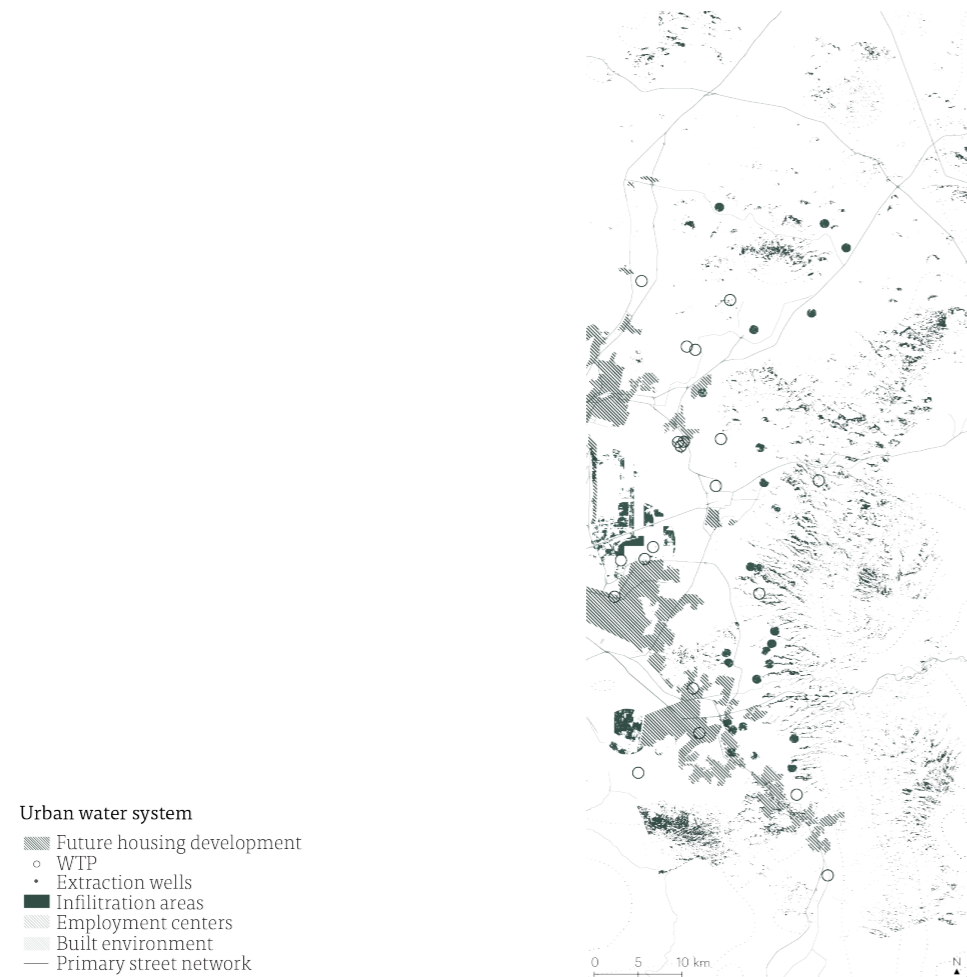 Urban water system
Future housing development
WTP
Extraction wells
Infilitration areas
Employment centers
Built environment
Primary street network
0 5 10 km
N